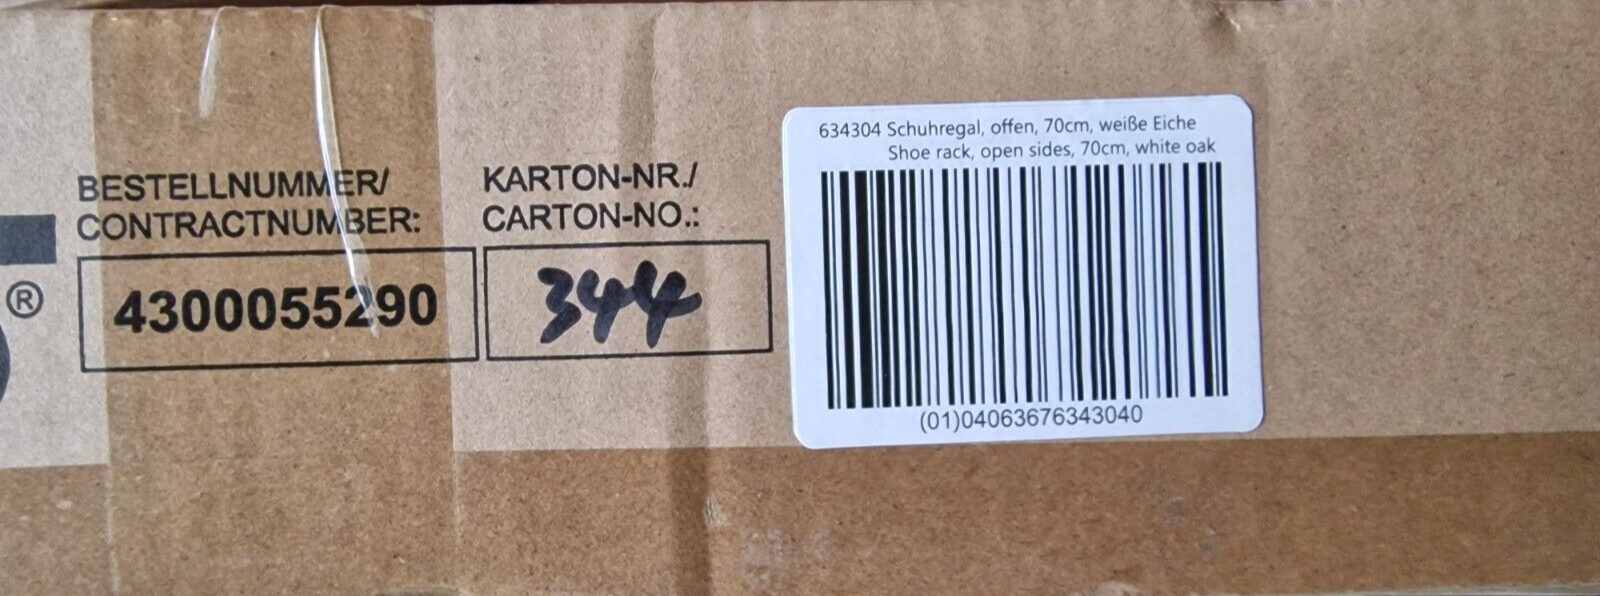 ®
BESTELLNUMMER/
CONTRACTNUMBER:
4300055290
KARTON-NR./
CARTON-NO.:
344
634304 Schuhregal, offen, 70cm, weiße Eiche
Shoe rack, open sides, 70cm, white oak
(01)04063676343040